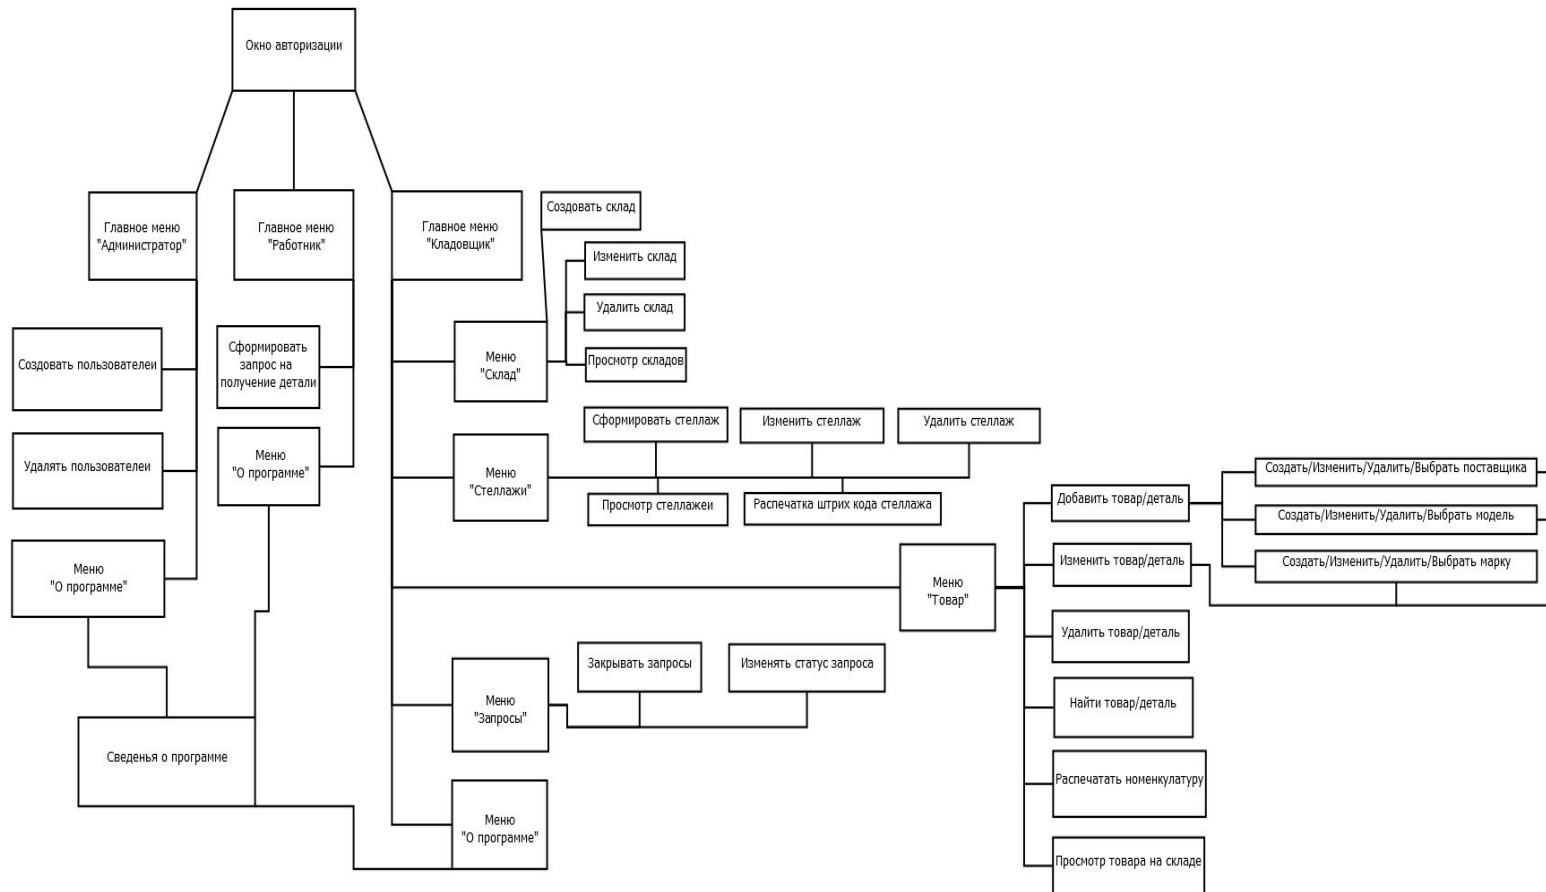 Окно авторизации
Главное меню
"Администратор"
Главное меню
"Работник"
Главное меню
"Кладовщик"
Создовать склад
Изменить склад
Удалить склад
Просмотр складов
Меню
"Склад"
Создовать пользователеи
Сформировать
запрос на
получение детали
Удалять пользователеи
Меню
"О программе"
Меню
"Стеллажи"
Сформировать стеллаж
Изменить стеллаж
Удалить стеллаж
Просмотр стеллажеи
Распечатка штрих кода стеллажа
Меню
"О программе"
Меню
"Товар"
Добавить товар/деталь
Создать/Изменить/Удалить/Выбрать поставщика
Создать/Изменить/Удалить/Выбрать модель
Создать/Изменить/Удалить/Выбрать марку
Изменить товар/деталь
Удалить товар/деталь
Найти товар/деталь
Распечатать номенкулатуру
Просмотр товара на складе
Меню
"Запросы"
Закрывать запросы
Изменять статус запроса
Сведенья о программе
Меню
"О программе"